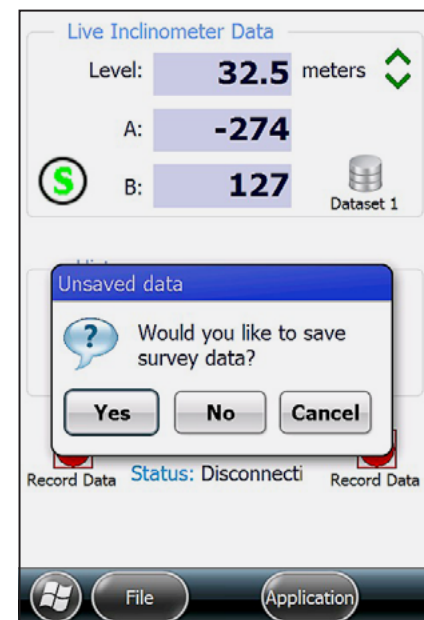 Live Inclinometer Data
Level: 32.5 meters
A: -274
S
B: 127
Dataset 1
Unsaved data
?
Would you like to save
survey data?
Yes No Cancel
Record Data Status: Disconnecti Record Data
File Application